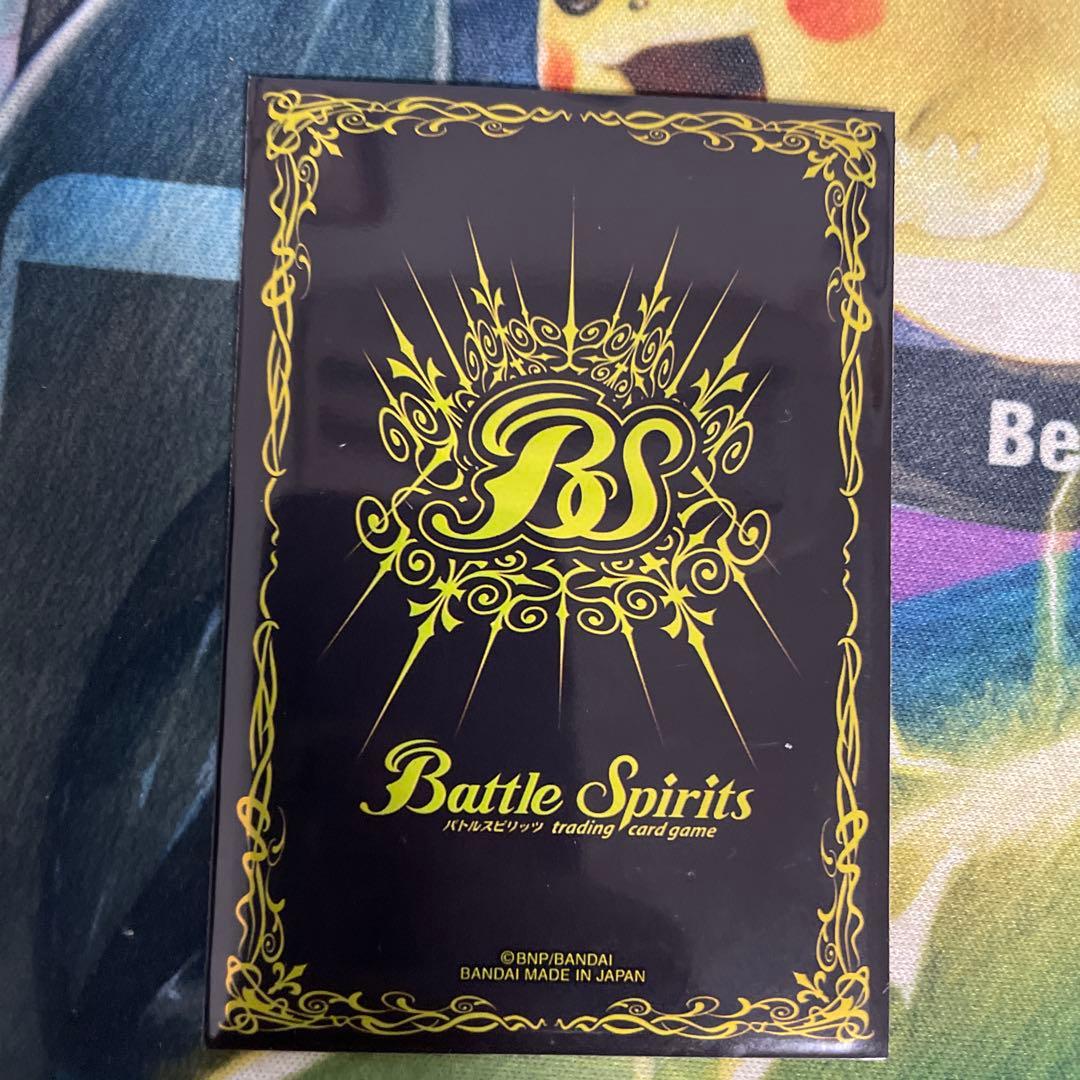 BS
Be
Battle Spirits
バトルスピリッツ trading card game
©BNP/BANDAI
BANDAI MADE IN JAPAN